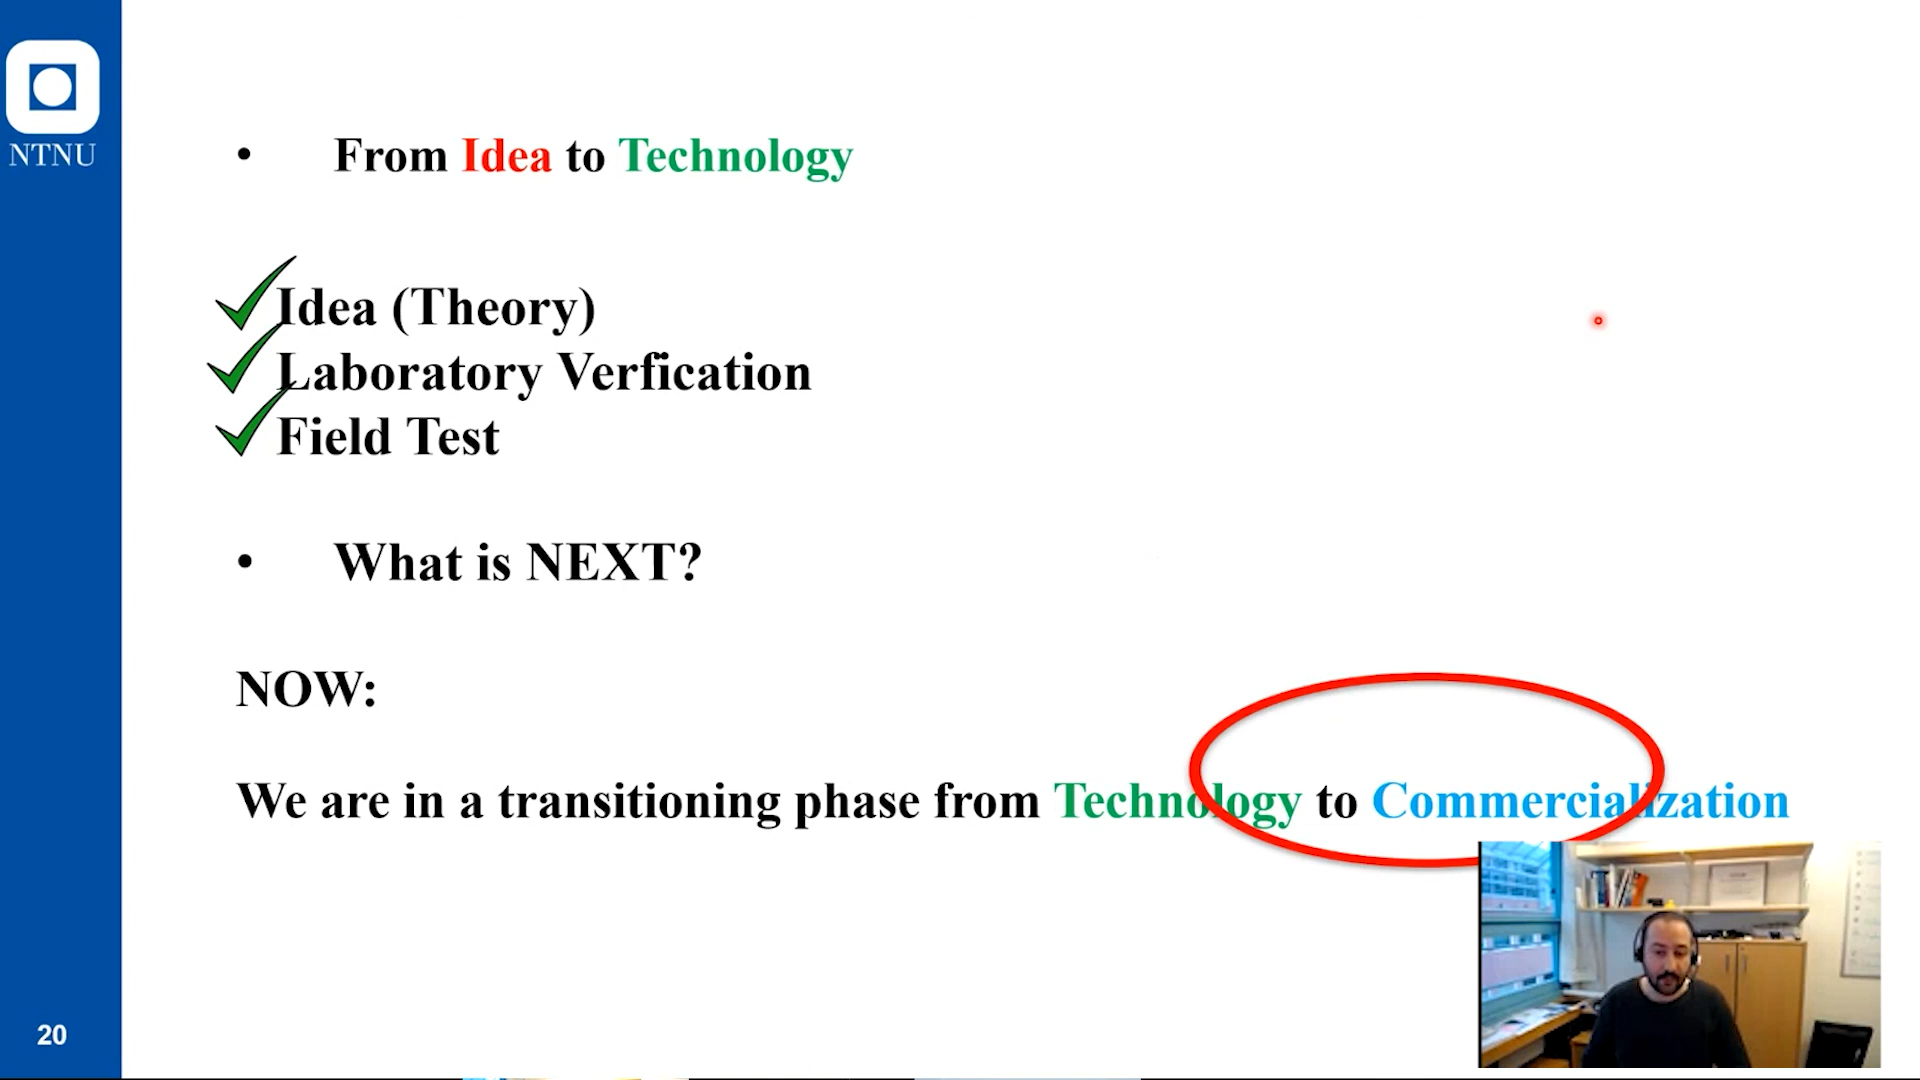 NTNU
• From Idea to Technology
Idea (Theory)
Laboratory Verfication
Field Test
• What is NEXT?
NOW:
We are in a transitioning phase from Technology to Commercialization
20